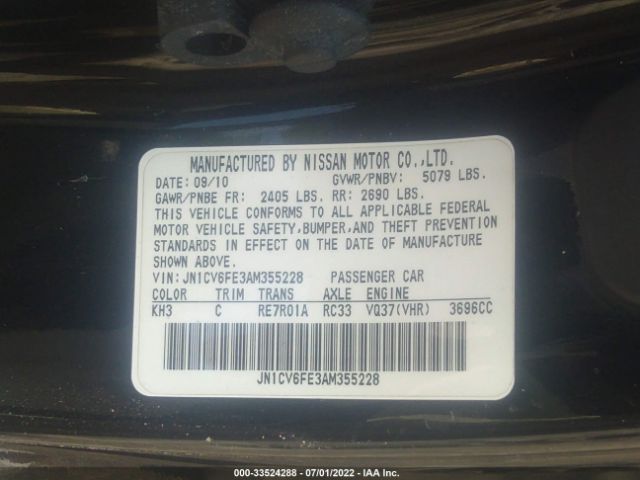 MANUFACTURED BY NISSAN MOTOR CO.,LTD.
DATE: 09/10 GVWR/PNBV: 5079 LBS.
GAWR/PNBE FR: 2405 LBS. RR: 2690 LBS.
THIS VEHICLE CONFORMS TO ALL APPLICABLE FEDERAL
MOTOR VEHICLE SAFETY,BUMPER,AND THEFT PREVENTION
STANDARDS IN EFFECT ON THE DATE OF MANUFACTURE
SHOWN ABOVE.
VIN:JN1CV6FE3AM355228 PASSENGER CAR
COLOR TRIM TRANS AXLE ENGINE
KH3 C RE7R01A RC33 VQ37(VHR) 3696CC
JN1CV6FE3AM355228
000-33524288 - 07/01/2022 - IAA Inc.